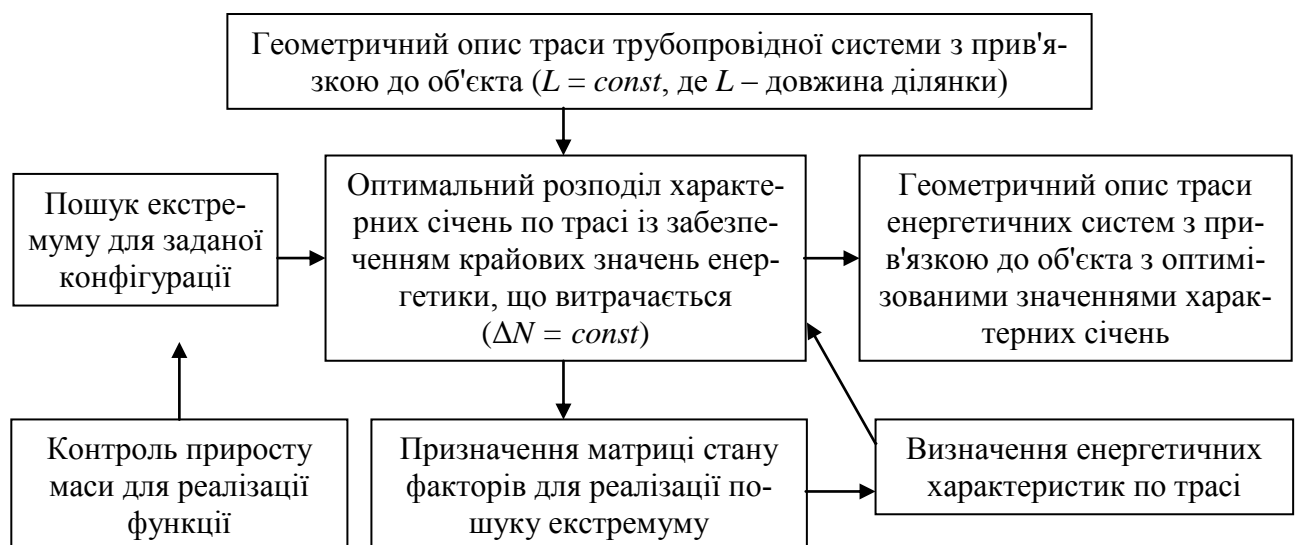 Геометричний опис траси трубопровідної системи з прив'я-
зкою до об'єкта (L = const, де L – довжина ділянки)
Пошук екстре-
муму для заданої
конфігурації
Оптимальний розподіл характе-
рних січень по трасі із забезпе-
ченням крайових значень енер-
гетики, що витрачається
(ΔN = const)
Геометричний опис траси
енергетичних систем з при-
в'язкою до об'єкта з оптимі-
зованими значеннями харак-
терних січень
Контроль приросту
маси для реалізації
функції
Призначення матриці стану
факторів для реалізації по-
шуку екстремуму
Визначення енергетичних
характеристик по трасі